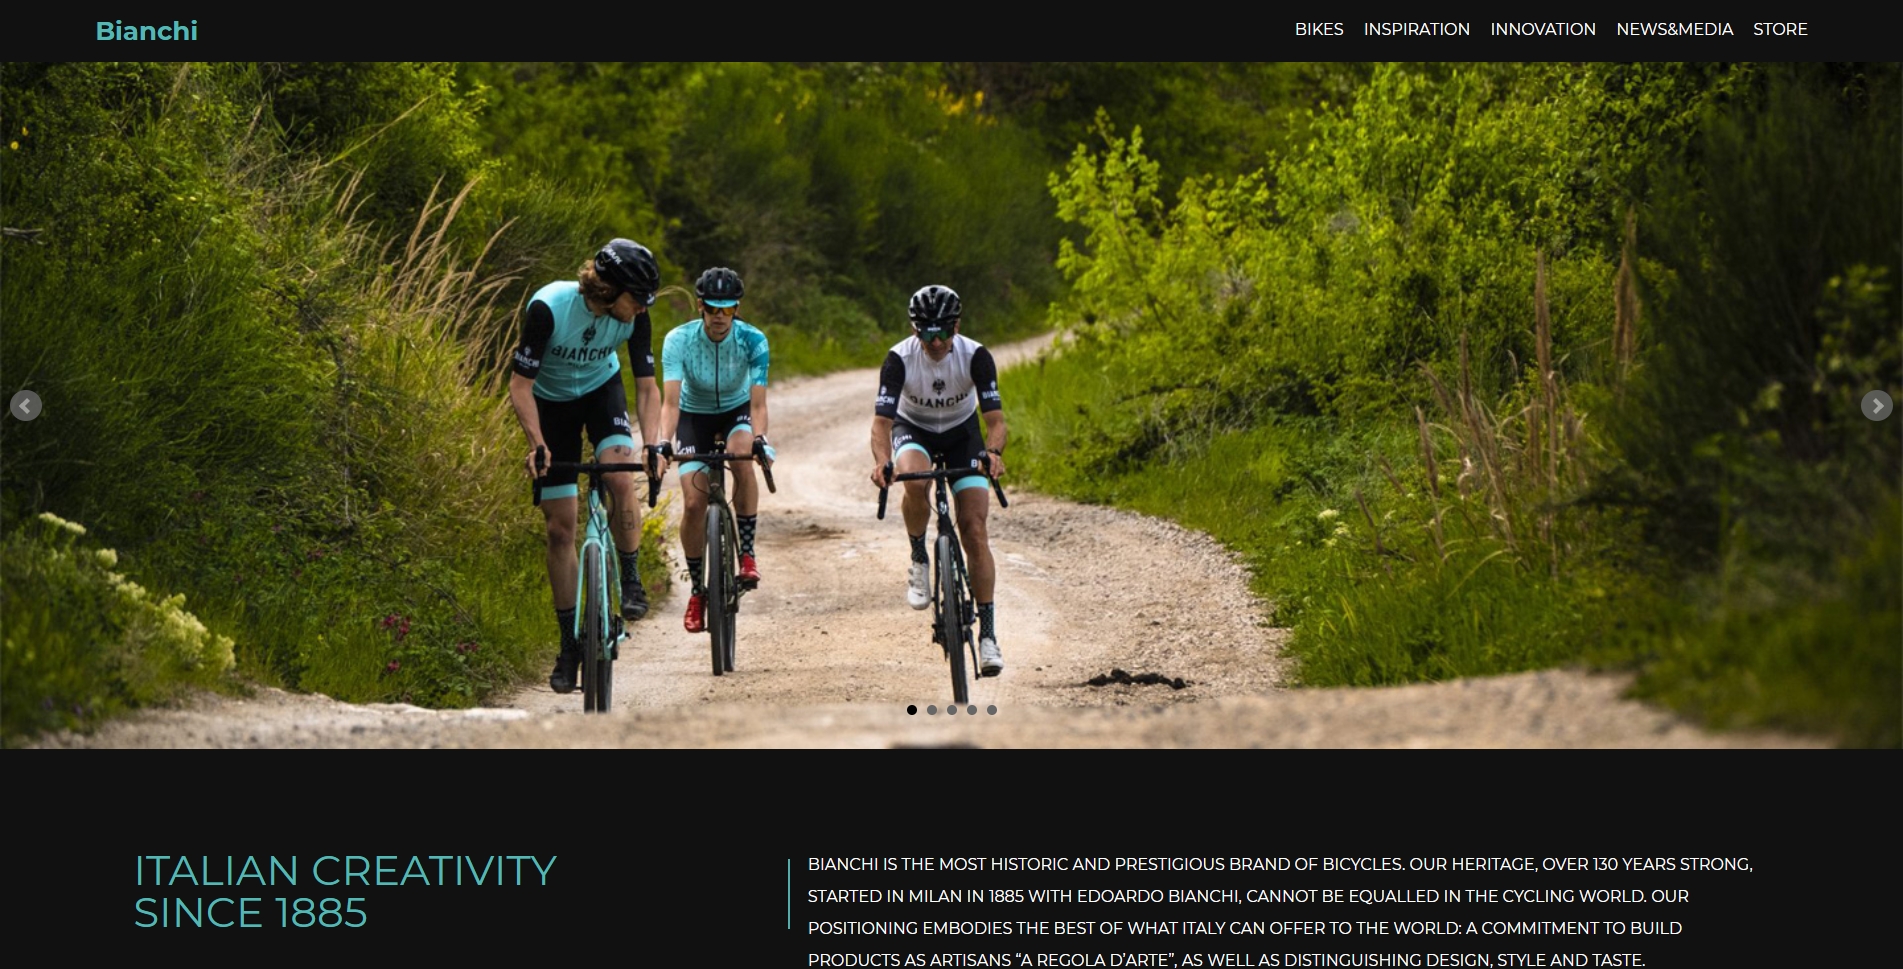 Bianchi
BIKES INSPIRATION INNOVATION NEWS&MEDIA STORE
BIANCHI
BIANCHI
ITALIAN CREATIVITY
SINCE 1885
BIANCHI IS THE MOST HISTORIC AND PRESTIGIOUS BRAND OF BICYCLES. OUR HERITAGE, OVER 130 YEARS STRONG,
STARTED IN MILAN IN 1885 WITH EDOARDO BIANCHI, CANNOT BE EQUALLED IN THE CYCLING WORLD. OUR
POSITIONING EMBODIES THE BEST OF WHAT ITALY CAN OFFER TO THE WORLD: A COMMITMENT TO BUILD
PRODUCTS AS ARTISANS “A REGOLA D’ARTE”, AS WELL AS DISTINGUISHING DESIGN, STYLE AND TASTE.